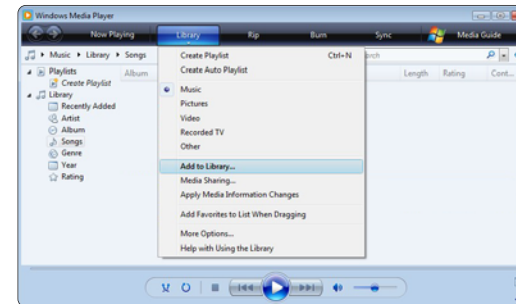 Windows Media Player
Now Playing
Library
Rip
Burn
Sync
Media Guide
Music
Library
Songs
Create Playlist Ctrl+N
Create Auto Playlist
Music
Pictures
Video
Recorded TV
Other
Add to Library...
Media Sharing...
Apply Media Information Changes
Add Favorites to List When Dragging
More Options...
Help with Using the Library
Playlists
Create Playlist
Library
Recently Added
Artist
Album
Songs
Genre
Year
Rating
Album
Length
Rating
Cont...